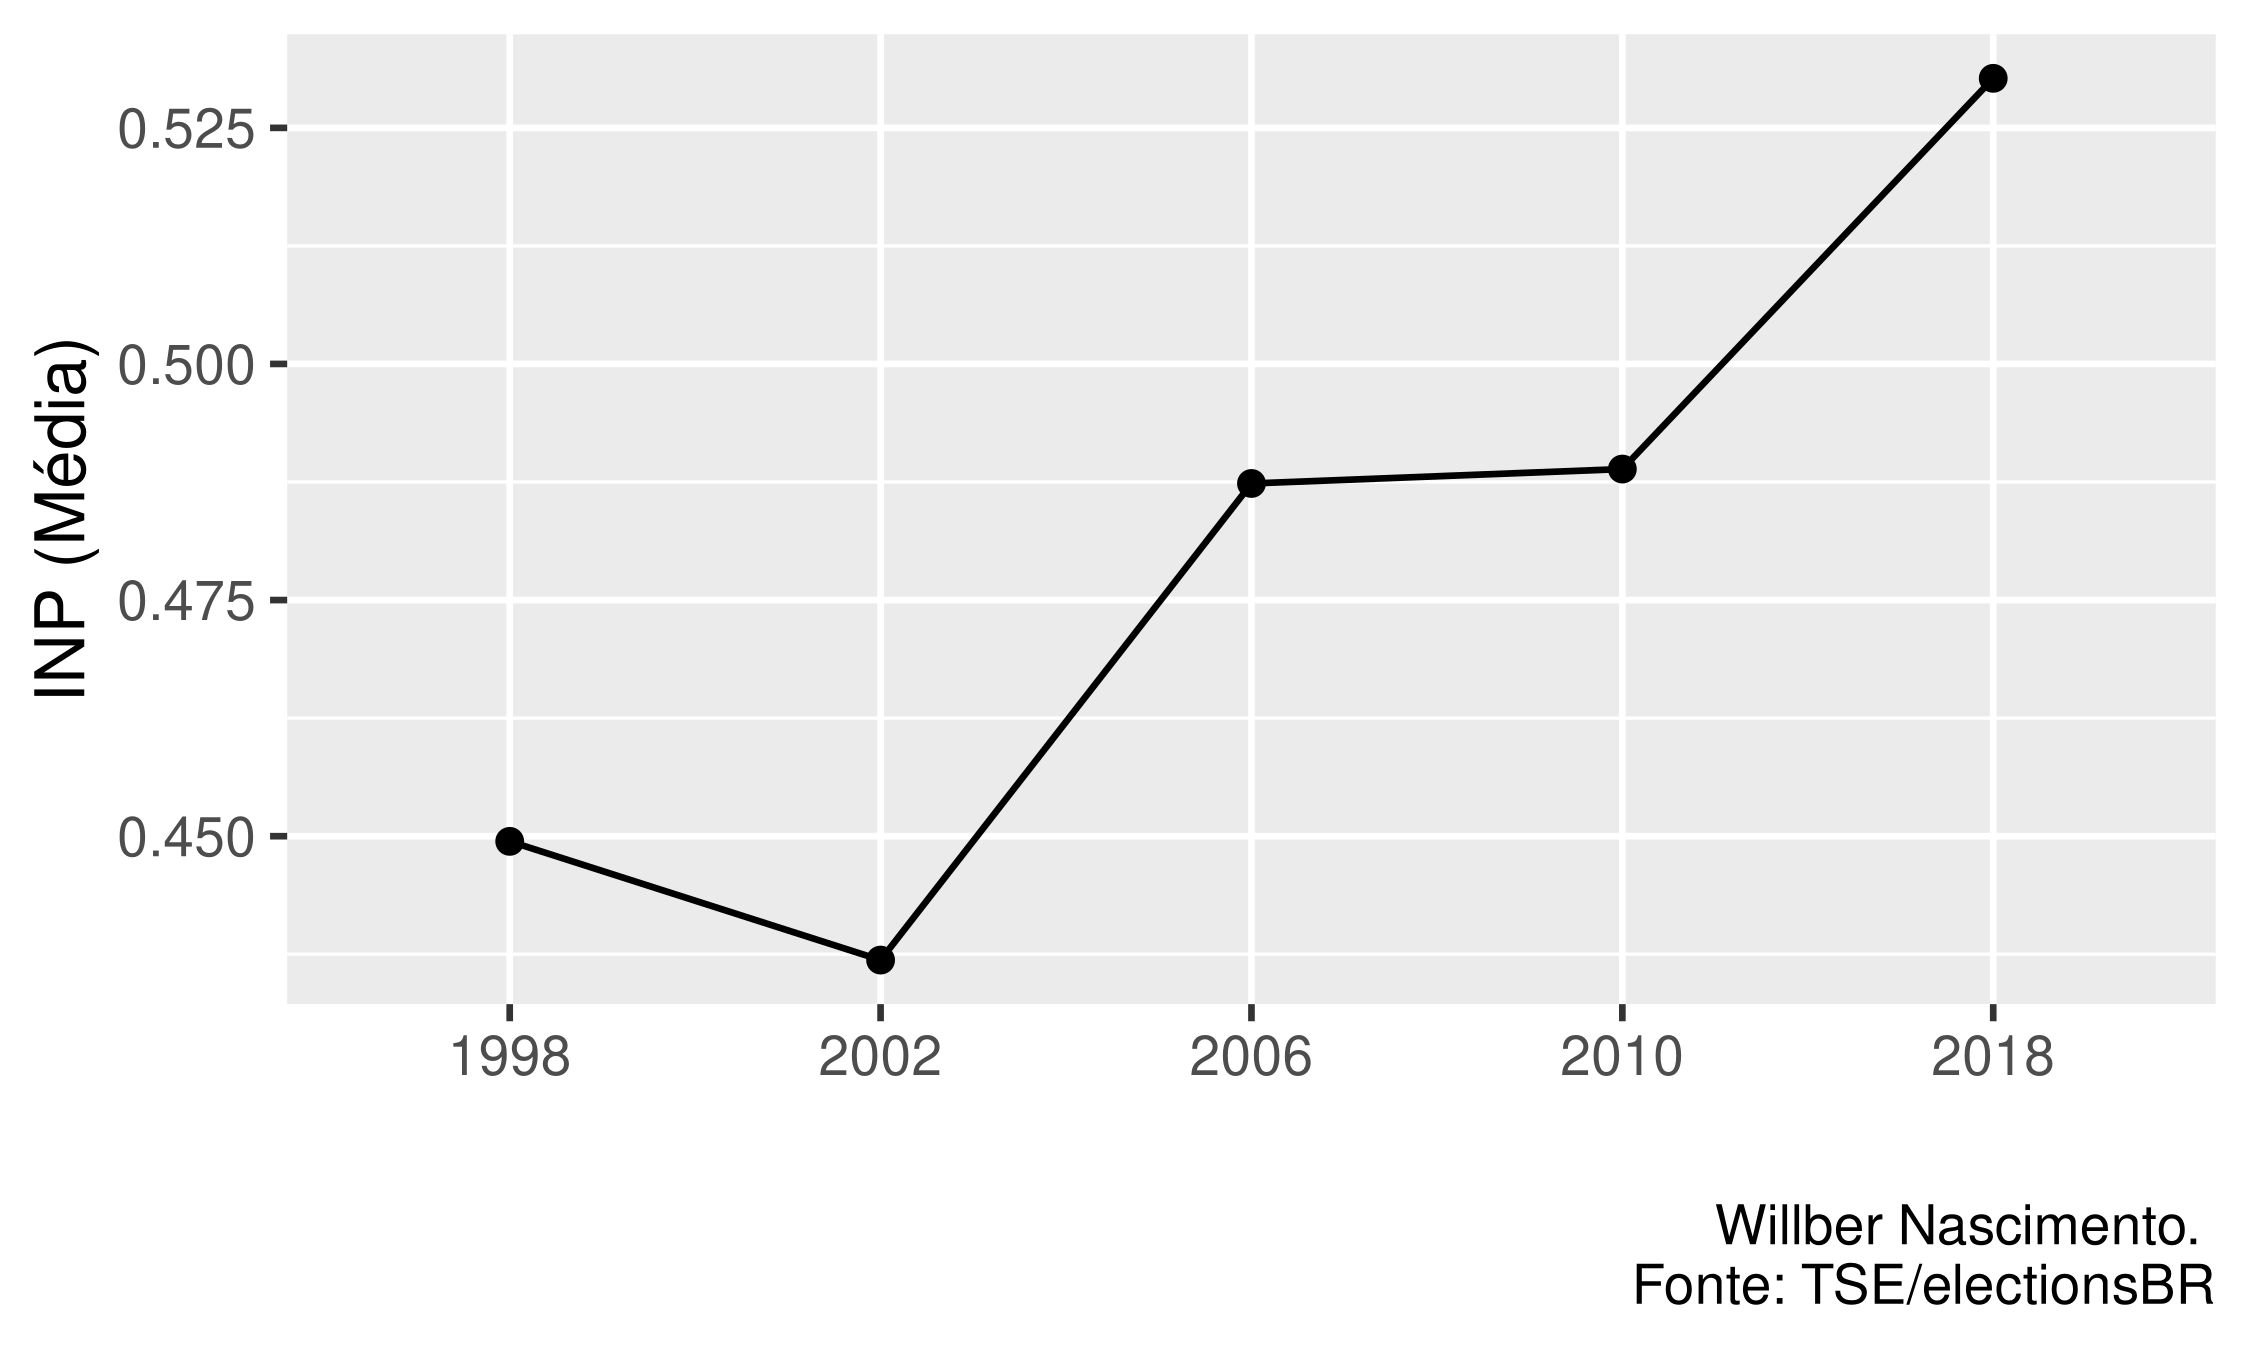 INP (Média)
0.525
0.500
0.475
0.450
1998 2002 2006 2010 2018
Willber Nascimento.
Fonte: TSE/electionsBR